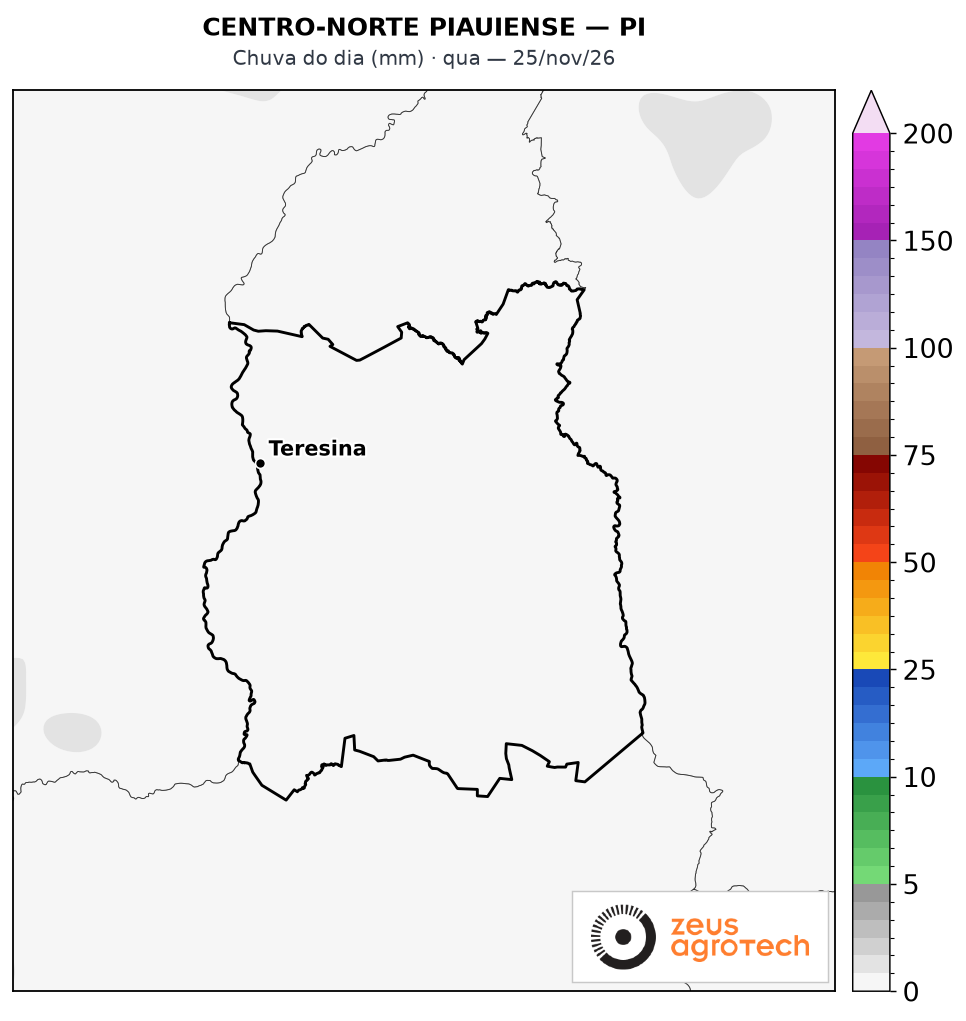 CENTRO-NORTE PIAUIENSE — PI
Chuva do dia (mm) · qua — 25/nov/26
Teresina
200
150
100
75
50
25
10
5
0
zeus
agrotech